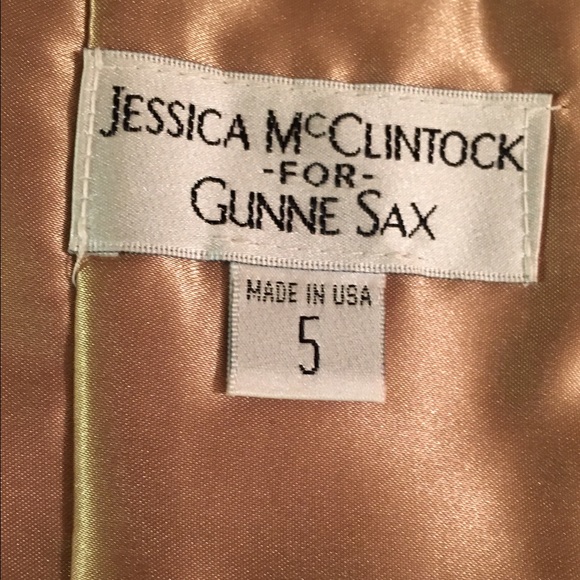 JESSICA MCCLINTOCK
-FOR-
GUNNE SAX
MADE IN USA
5